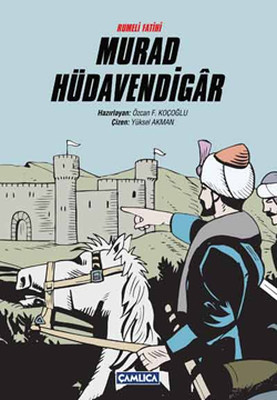 RUMELİ FATİHİ
MURAD
HÜDAVENDİGÂR
Hazırlayan: Özcan F. KOÇOĞLU
Çizen: Yüksel AKMAN
ÇAMLICA